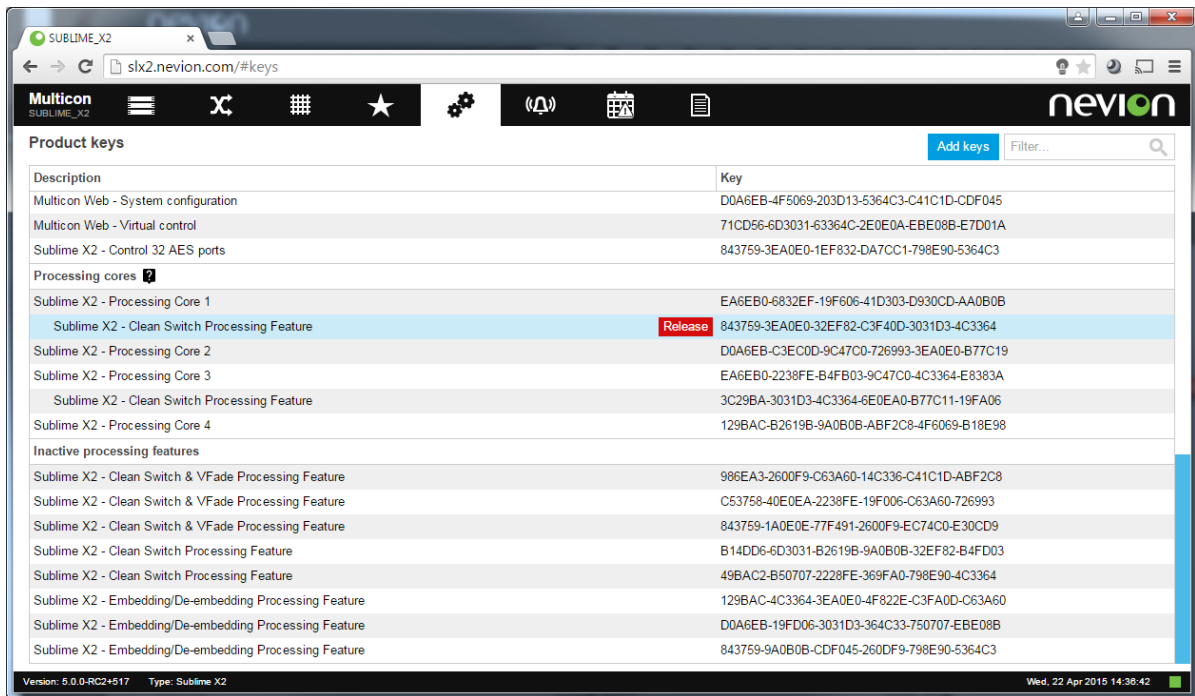 SUBLIME_X2
slx2.nevion.com/#keys
Multicon
SUBLIME_X2
nevion
Product keys
Add keys
Filter...
Description Key
Multicon Web - System configuration D0A6EB-4F5069-203D13-5364C3-C41C1D-CDF045
Multicon Web - Virtual control 71CD56-6D3031-63364C-2E0E0A-EBE08B-E7D01A
Sublime X2 - Control 32 AES ports 843759-3EA0E0-1EF832-DA7CC1-798E90-5364C3
Processing cores ?
Sublime X2 - Processing Core 1 EA6EB0-6832EF-19F606-41D303-D930CD-AA0B0B
Sublime X2 - Clean Switch Processing Feature Release 843759-3EA0E0-32EF82-C3F40D-3031D3-4C3364
Sublime X2 - Processing Core 2 D0A6EB-C3EC0D-9C47C0-726993-3EA0E0-B77C19
Sublime X2 - Processing Core 3 EA6EB0-2238FE-B4FB03-9C47C0-4C3364-E8383A
Sublime X2 - Clean Switch Processing Feature 3C29BA-3031D3-4C3364-6E0EA0-B77C11-19FA06
Sublime X2 - Processing Core 4 129BAC-B2619B-9A0B0B-ABF2C8-4F6069-B18E98
Inactive processing features
Sublime X2 - Clean Switch & VFade Processing Feature 986EA3-2600F9-C63A60-14C336-C41C1D-ABF2C8
Sublime X2 - Clean Switch & VFade Processing Feature C53758-40E0EA-2238FE-19F006-C63A60-726993
Sublime X2 - Clean Switch & VFade Processing Feature 843759-1A0E0E-77F491-2600F9-EC74C0-E30CD9
Sublime X2 - Clean Switch Processing Feature B14DD6-6D3031-B2619B-9A0B0B-32EF82-B4FD03
Sublime X2 - Clean Switch Processing Feature 49BAC2-B50707-2228FE-369FA0-798E90-4C3364
Sublime X2 - Embedding/De-embedding Processing Feature 129BAC-4C3364-3EA0E0-4F822E-C3FA0D-C63A60
Sublime X2 - Embedding/De-embedding Processing Feature D0A6EB-19FD06-3031D3-364C33-750707-EBE08B
Sublime X2 - Embedding/De-embedding Processing Feature 843759-9A0B0B-CDF045-260DF9-798E90-5364C3
Version: 5.0.0-RC2+517 Type: Sublime X2 Wed, 22 Apr 2015 14:36:42